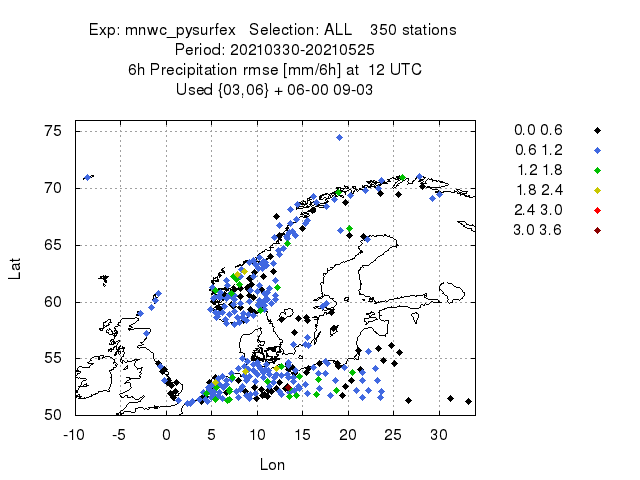 Exp: mnwc_pysurfex Selection: ALL 350 stations
Period: 20210330-20210525
6h Precipitation rmse [mm/6h] at 12 UTC
Used {03,06} + 06-00 09-03
0.0 0.6
0.6 1.2
1.2 1.8
1.8 2.4
2.4 3.0
3.0 3.6
75
70
65
60
55
50
Lat
-10 -5 0 5 10 15 20 25 30
Lon